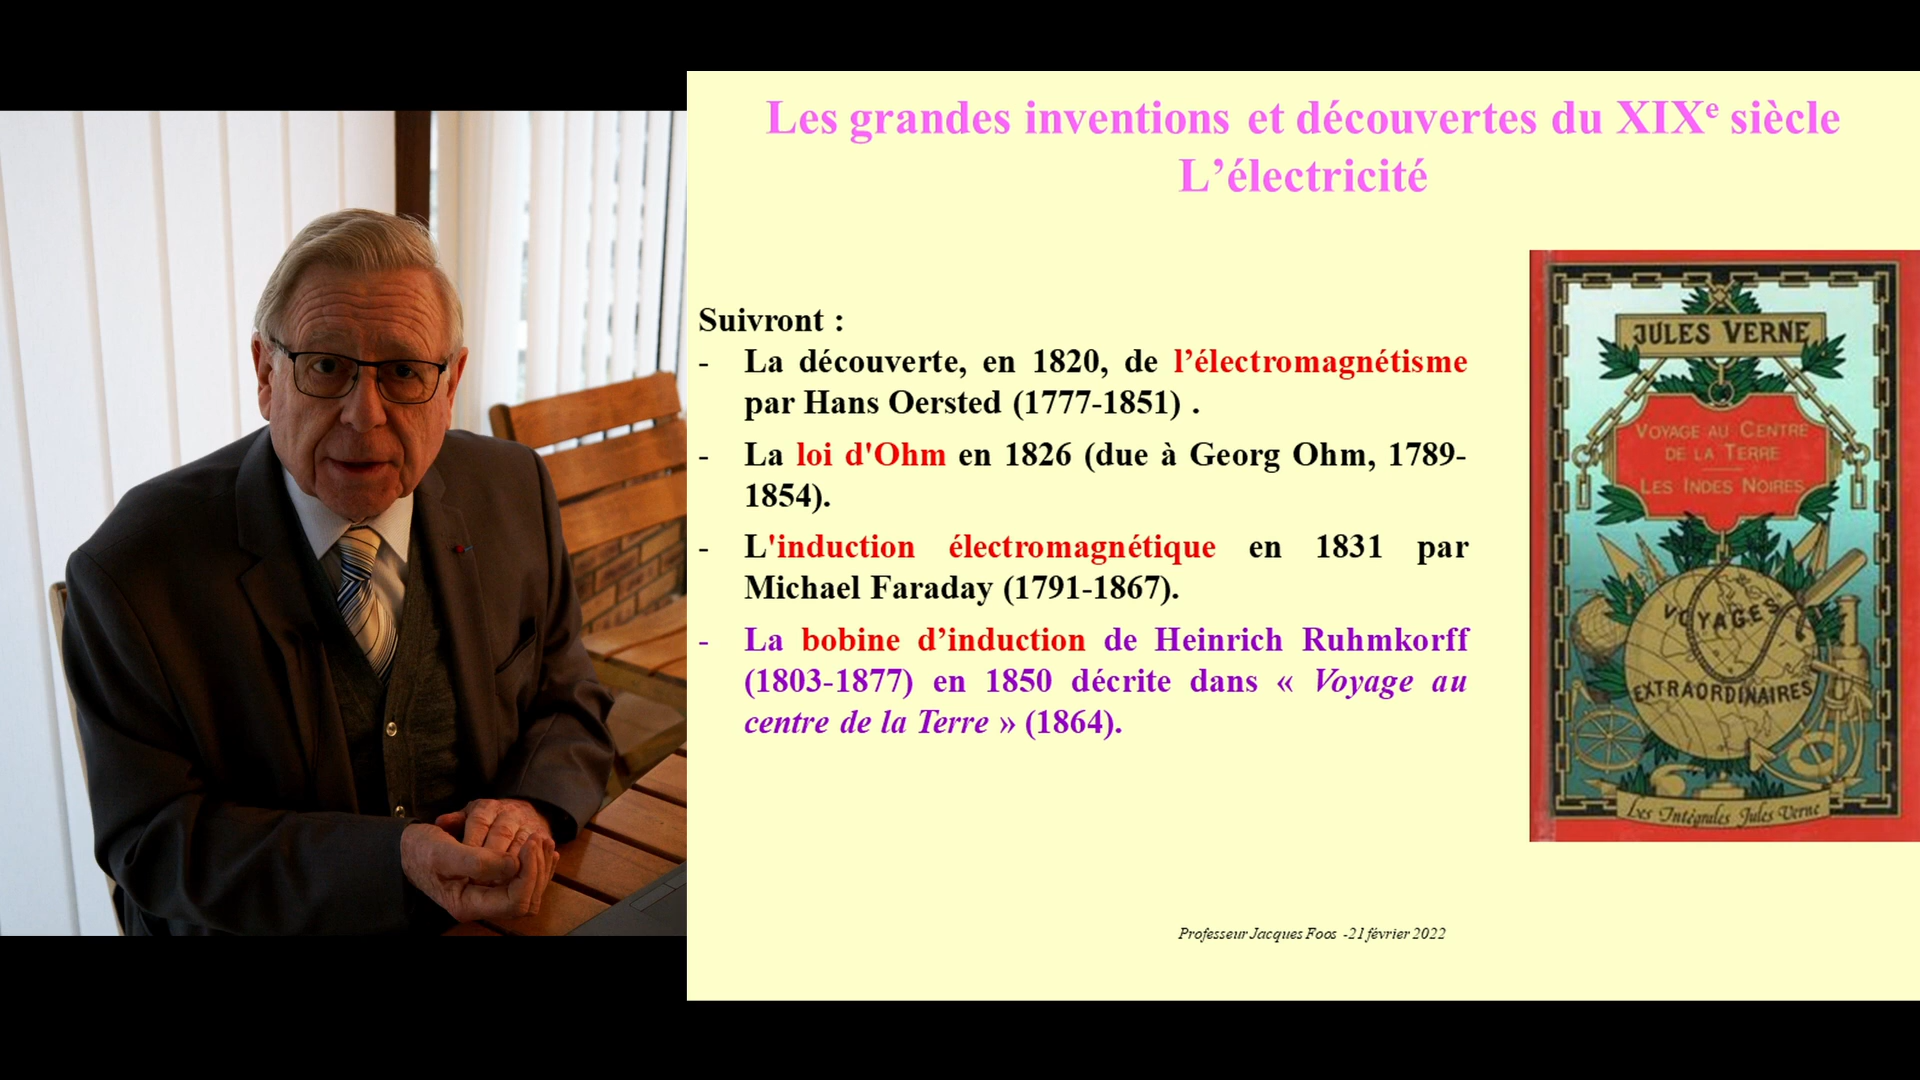 Les grandes inventions et découvertes du XIXe siècle
L’électricité
Suivront :
- La découverte, en 1820, de l’électromagnétisme
par Hans Oersted (1777-1851) .
- La loi d'Ohm en 1826 (due à Georg Ohm, 1789-
1854).
- L'induction électromagnétique en 1831 par
Michael Faraday (1791-1867).
- La bobine d’induction de Heinrich Ruhmkorff
(1803-1877) en 1850 décrite dans « Voyage au
centre de la Terre » (1864).
JULES VERNE
VOYAGE AU CENTRE
DE LA TERRE
LES INDES NOIRES
VOYAGES
EXTRAORDINAIRES
Les Intégrales Jules Verne
Professeur Jacques Foos -21 février 2022